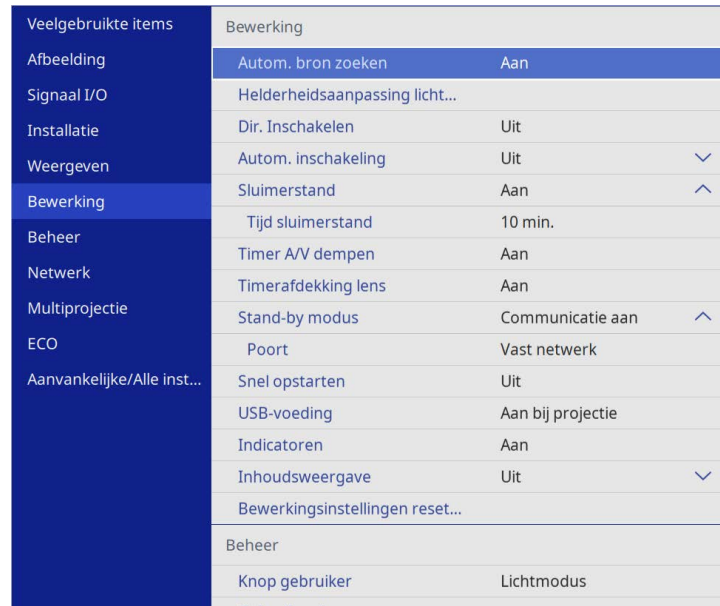 Veelgebruikte items
Afbeelding
Signaal I/O
Installatie
Weergeven
Bewerking
Beheer
Netwerk
Multiprojectie
ECO
Aanvankelijke/Alle inst...
Bewerking
Autom. bron zoeken Aan
Helderheidsaanpassing licht...
Dir. Inschakelen Uit
Autom. inschakeling Uit
Sluimerstand Aan
Tijd sluimerstand 10 min.
Timer A/V dempen Aan
Timerafdekking lens Aan
Stand-by modus Communicatie aan
Poort Vast netwerk
Snel opstarten Uit
USB-voeding Aan bij projectie
Indicatoren Aan
Inhoudsweergave Uit
Bewerkingsinstellingen reset...
Beheer
Knop gebruiker Lichtmodus